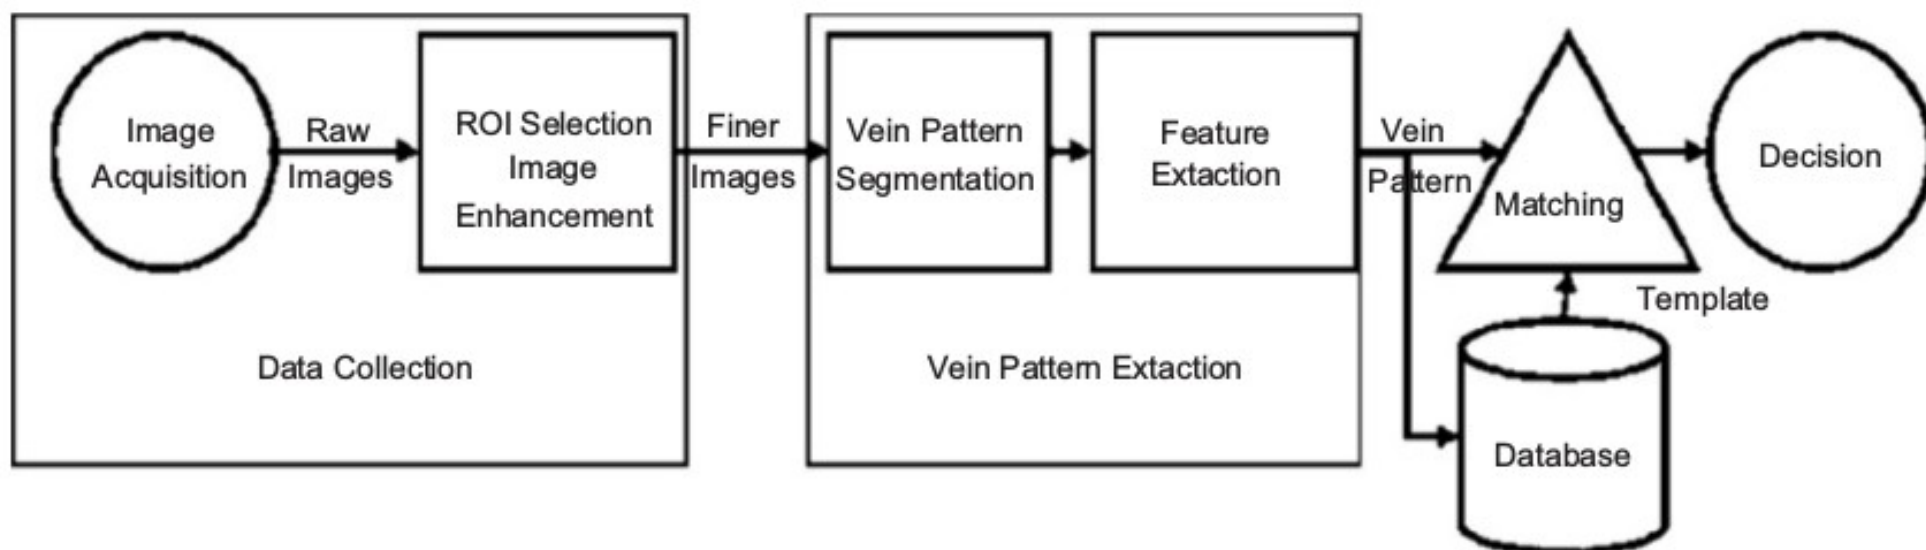 Image
Acquisition
Raw
Images
ROI Selection
Image
Enhancement
Finer
Images
Vein Pattern
Segmentation
Feature
Extaction
Vein
Pattern
Matching
Decision
Template
Data Collection
Vein Pattern Extaction
Database